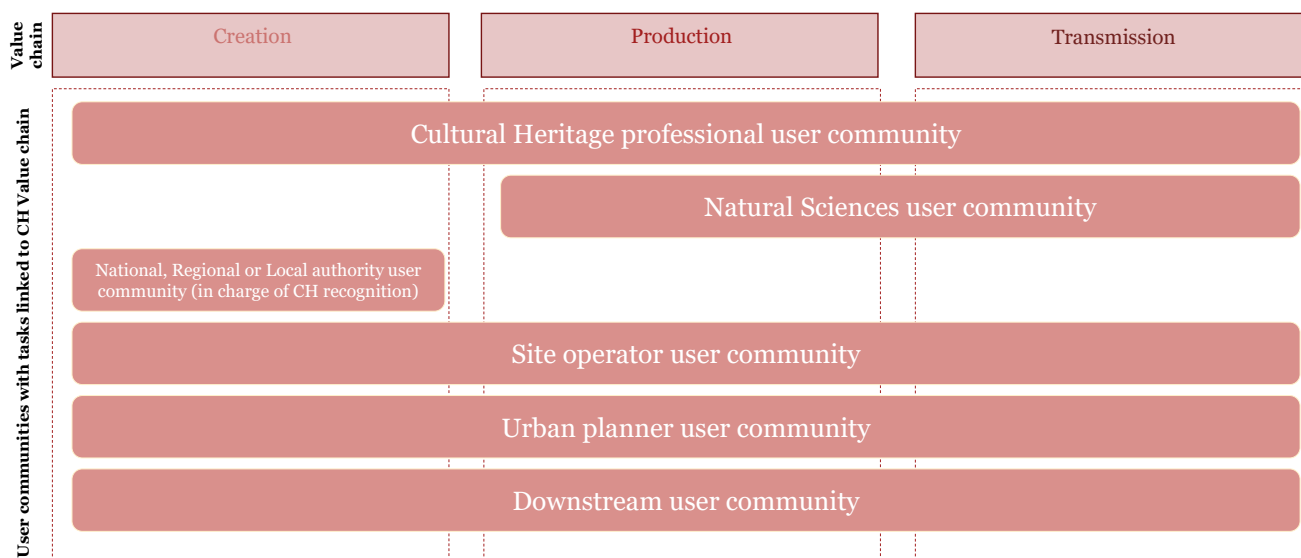 Value
chain
Creation
Production
Transmission
User communities with tasks linked to CH Value chain
Cultural Heritage professional user community
Natural Sciences user community
National, Regional or Local authority user
community (in charge of CH recognition)
Site operator user community
Urban planner user community
Downstream user community